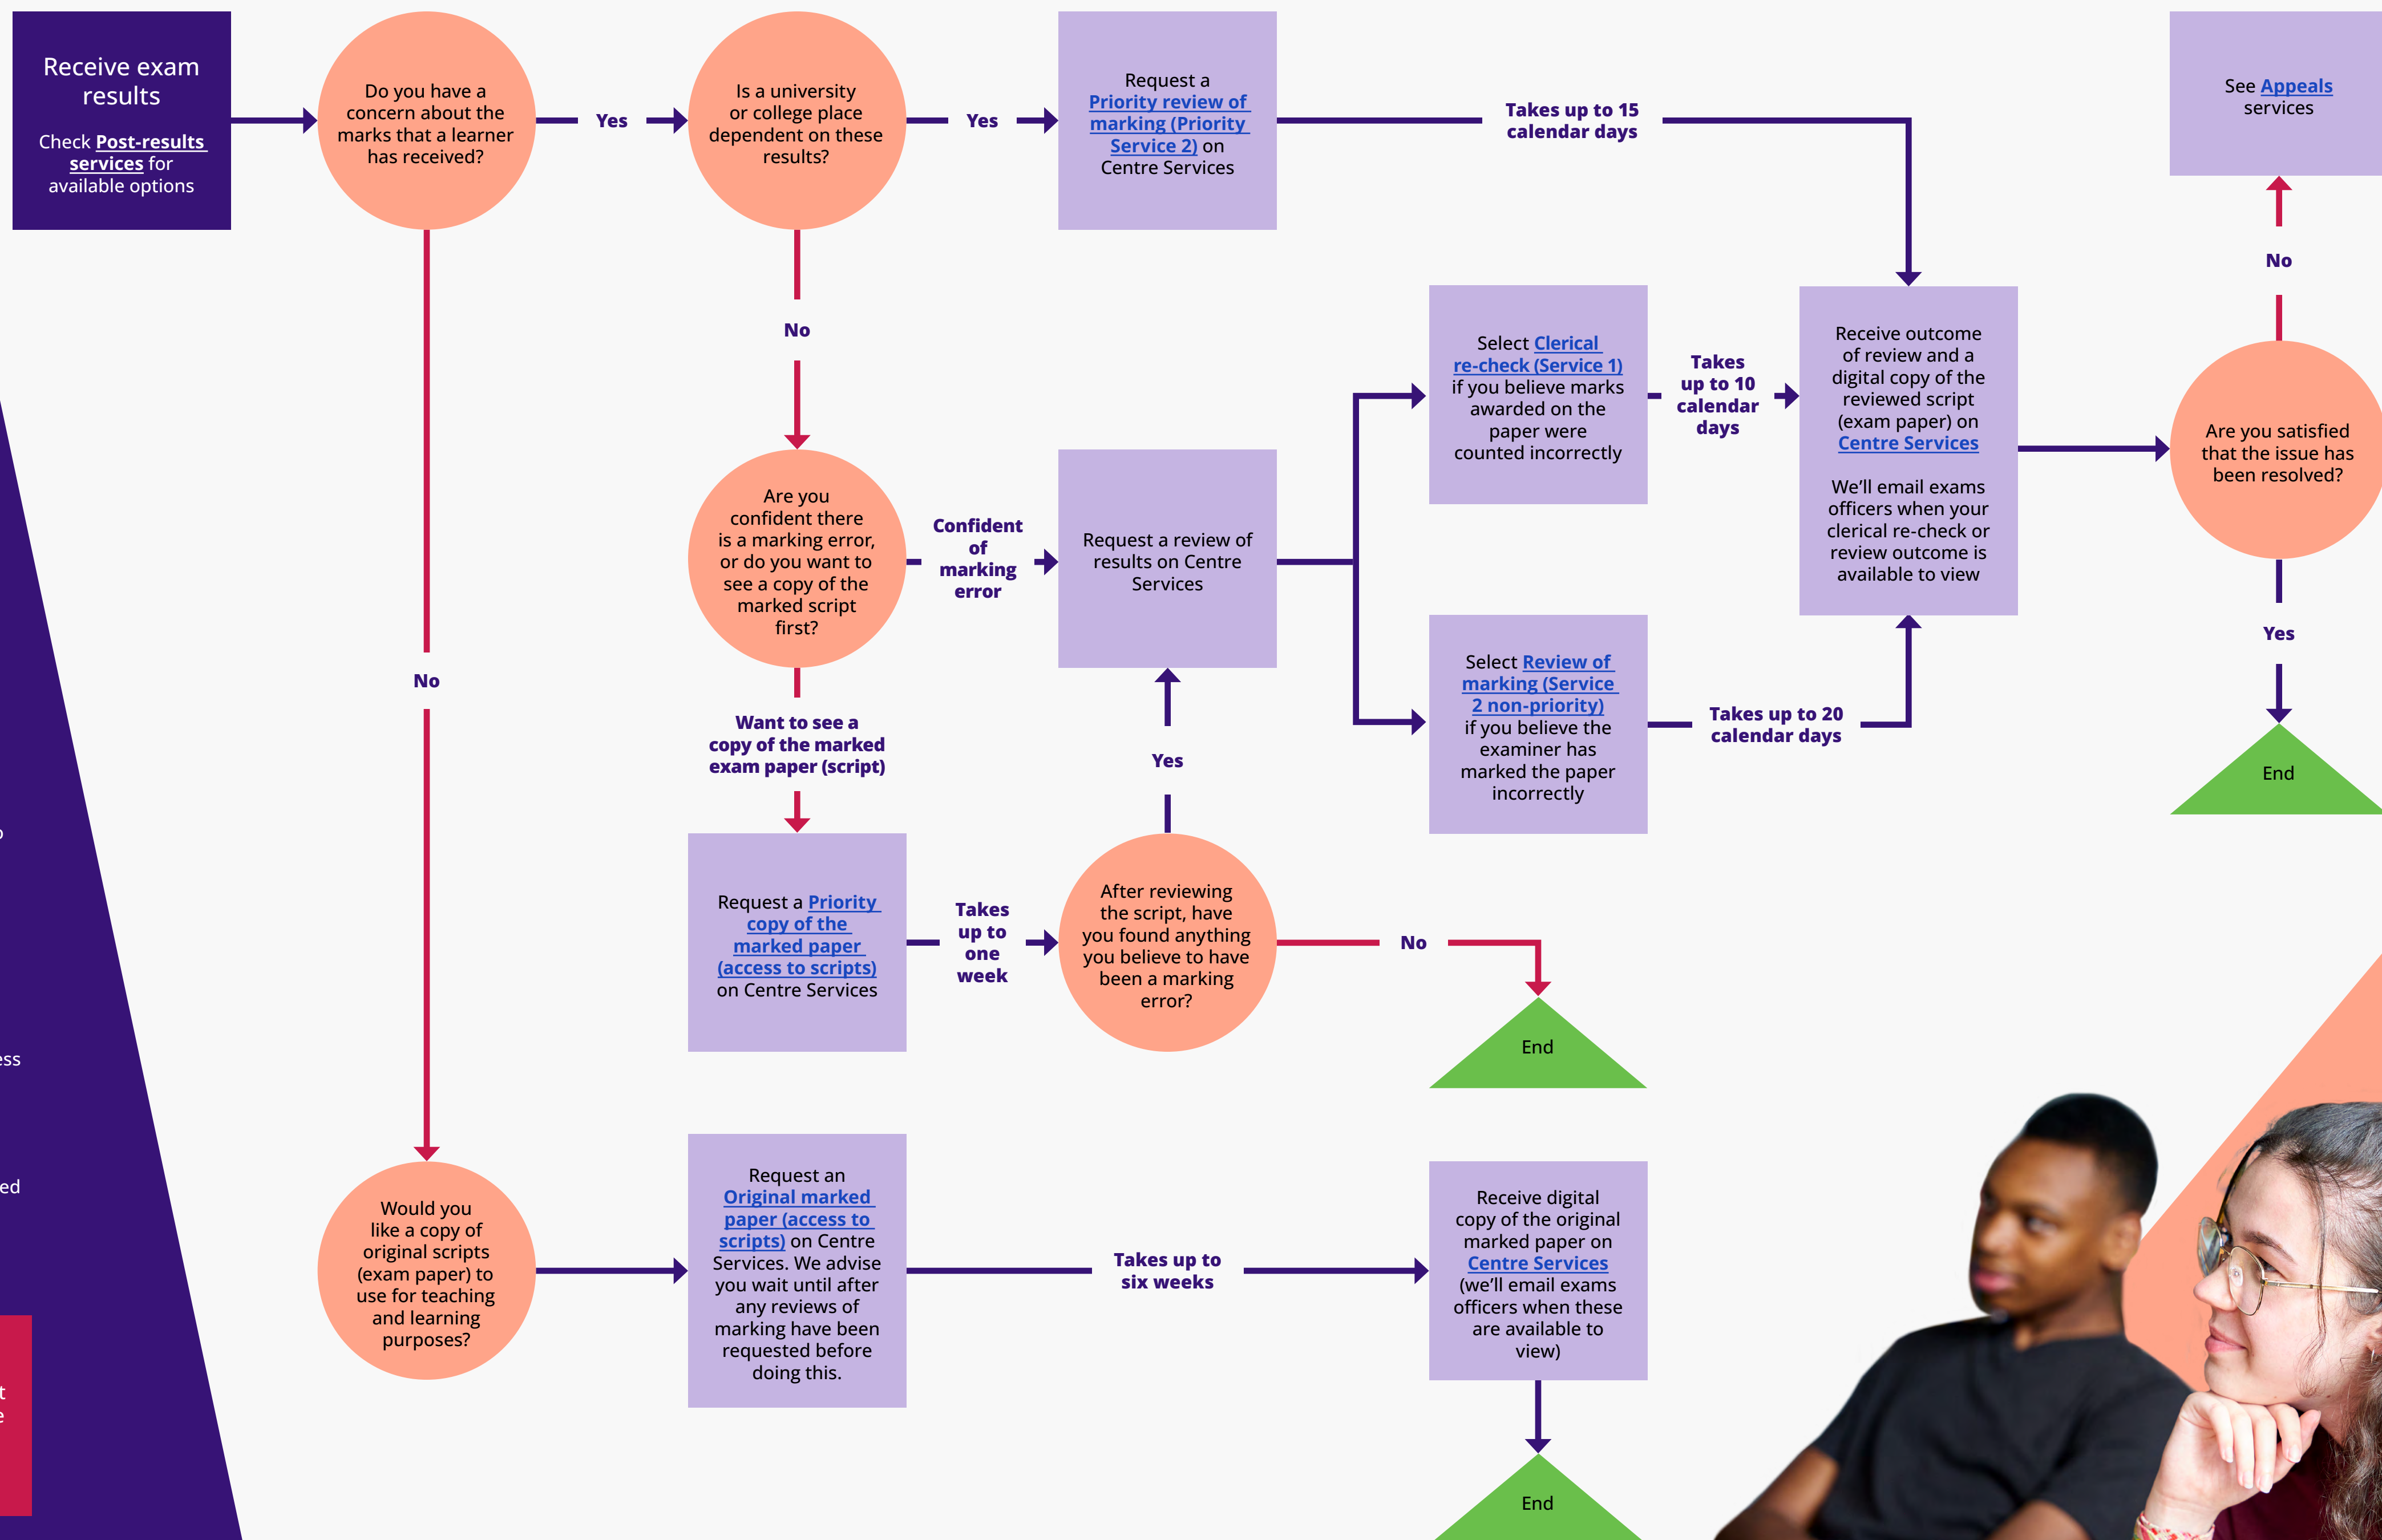 Receive exam
results
Check Post-results
services for
available options
Do you have a
concern about the
marks that a learner
has received?
Yes
Is a university
or college place
dependent on these
results?
Yes
Request a
Priority review of
marking (Priority
Service 2) on
Centre Services
Takes up to 15
calendar days
See Appeals
services
No
No
Are you
confident there
is a marking error,
or do you want to
see a copy of the
marked script
first?
Confident
of
marking
error
Request a review of
results on Centre
Services
Select Clerical
re-check (Service 1)
if you believe marks
awarded on the
paper were
counted incorrectly
Takes
up to 10
calendar
days
Receive outcome
of review and a
digital copy of the
reviewed script
(exam paper) on
Centre Services
We’ll email exams
officers when your
clerical re-check or
review outcome is
available to view
Are you satisfied
that the issue has
been resolved?
Yes
End
Select Review of
marking (Service
2 non-priority)
if you believe the
examiner has
marked the paper
incorrectly
Takes up to 20
calendar days
No
Want to see a
copy of the marked
exam paper (script)
Yes
Request a Priority
copy of the
marked paper
(access to scripts)
on Centre Services
Takes
up to
one
week
After reviewing
the script, have
you found anything
you believe to have
been a marking
error?
No
End
Would you
like a copy of
original scripts
(exam paper) to
use for teaching
and learning
purposes?
Request an
Original marked
paper (access to
scripts) on Centre
Services. We advise
you wait until after
any reviews of
marking have been
requested before
doing this.
Takes up to
six weeks
Receive digital
copy of the original
marked paper on
Centre Services
(we’ll email exams
officers when these
are available to
view)
End